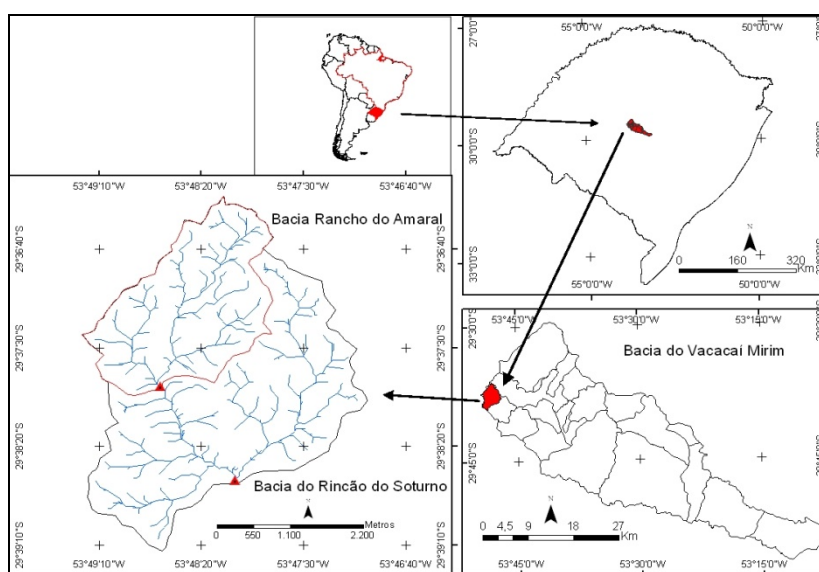 55°0'0"W 50°0'0"W
27°0'0"S
30°0'0"S
33°0'0"S
55°0'0"W 50°0'0"W
N
0 160 320
Km
53°49'10"W 53°48'20"W 53°47'30"W 53°46'40"W
29°36'40"S
29°37'30"S
29°38'20"S
29°39'10"S
Bacia Rancho do Amaral
Bacia do Rincão do Soturno
N
Metros
0 550 1.100 2.200
53°49'10"W 53°48'20"W 53°47'30"W 53°46'40"W
53°45'0"W 53°30'0"W 53°15'0"W
29°30'0"S
29°45'0"S
Bacia do Vacacaí Mirim
N
0 4,5 9 18 27
Km
53°45'0"W 53°30'0"W 53°15'0"W